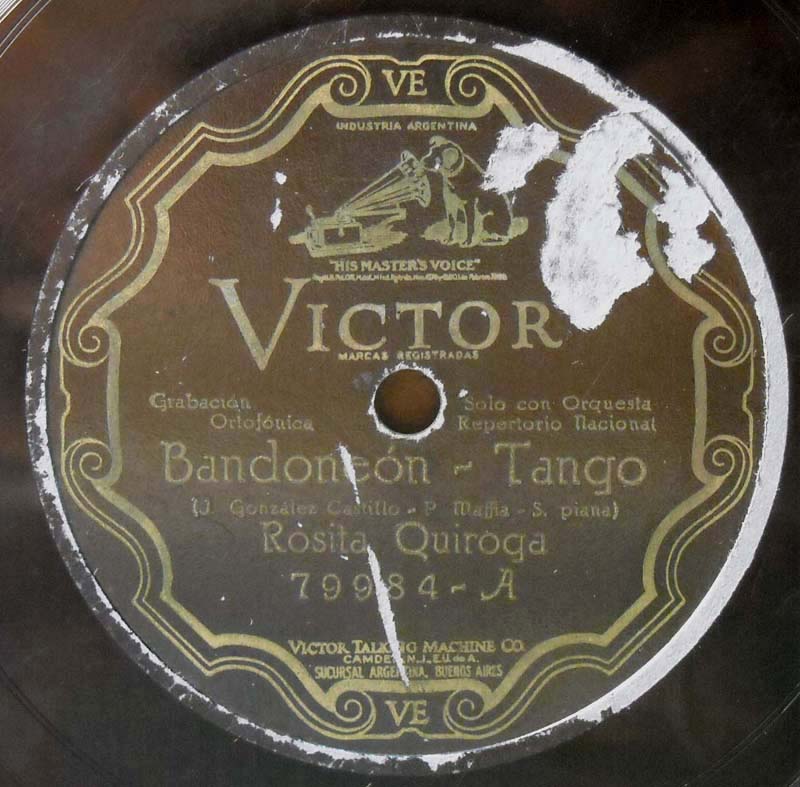 VE
INDUSTRIA ARGENTINA
"HIS MASTER'S VOICE"
VICTOR
MARCAS REGISTRADAS
Grabación Solo con Orquesta
Ortofónica Repertorio Nacional
Bandoneón - Tango
(J. González Castillo - P. Maffia - S. piana)
Rosita Quiroga
79984-A
VICTOR TALKING MACHINE CO.
CAMDEN N.J., E.U. de A.
SUCURSAL ARGENTINA, BUENOS AIRES
VE